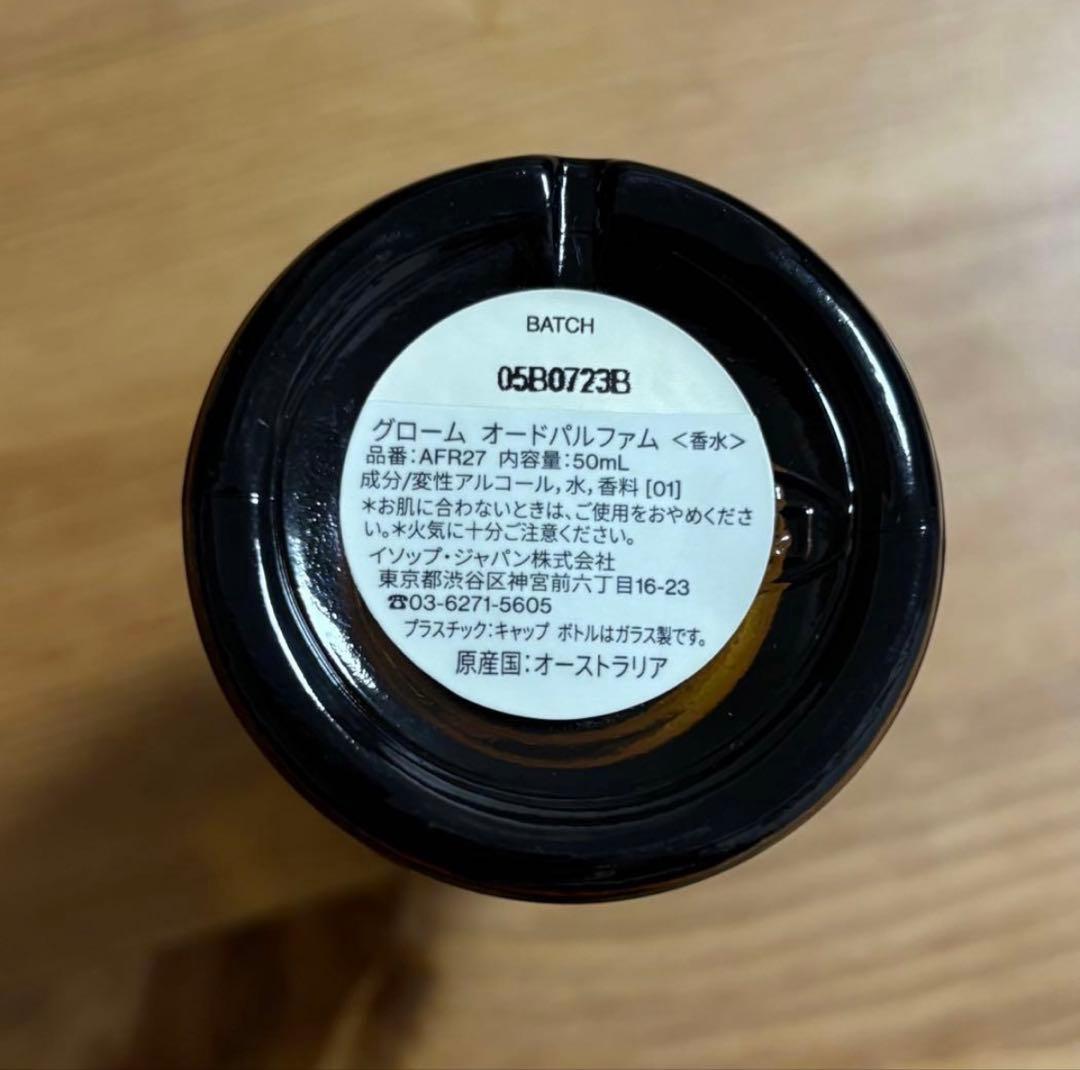 BATCH
05B0723B
グローム オードパルファム <香水>
品番:AFR27 内容量:50mL
成分/変性アルコール,水,香料 [01]
*お肌に合わないときは、ご使用をおやめくださ
い。*火気に十分ご注意ください。
イソップ・ジャパン株式会社
東京都渋谷区神宮前六丁目16-23
☎03-6271-5605
プラスチック:キャップ ボトルはガラス製です。
原産国:オーストラリア